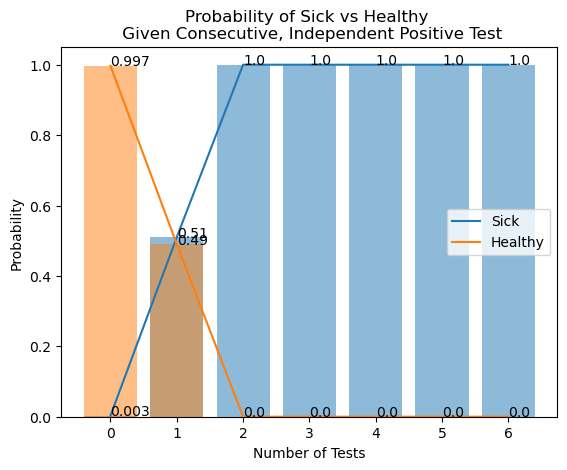 Probability of Sick vs Healthy
Given Consecutive, Independent Positive Test
Probability
1.0
0.8
0.6
0.4
0.2
0.0
0.997
1.0
1.0
1.0
1.0
1.0
0.51
0.49
Sick
Healthy
0.003
0.0
0.0
0.0
0.0
0.0
0 1 2 3 4 5 6
Number of Tests